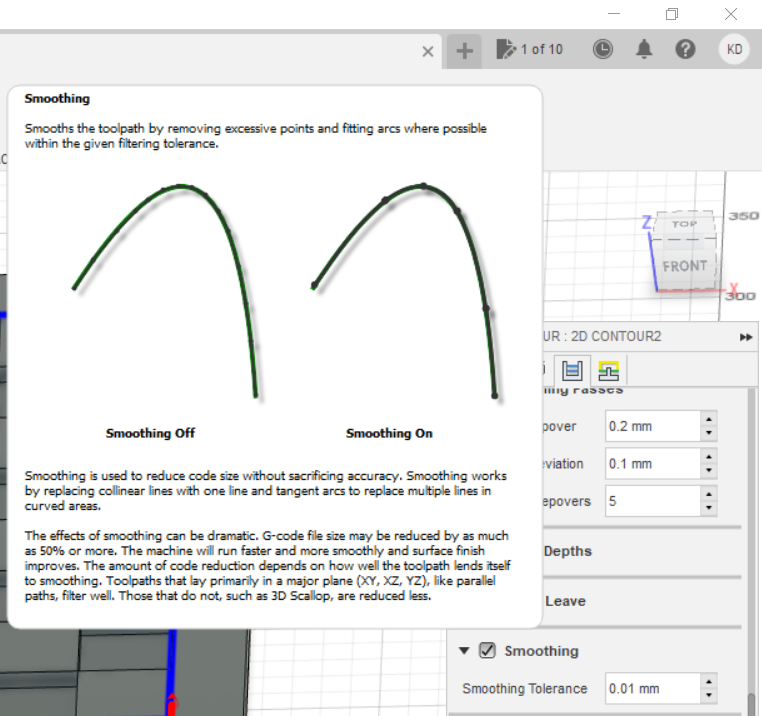 1 of 10
KD
Smoothing
Smooths the toolpath by removing excessive points and fitting arcs where possible
within the given filtering tolerance.
Smoothing Off
Smoothing On
Smoothing is used to reduce code size without sacrificing accuracy. Smoothing works
by replacing collinear lines with one line and tangent arcs to replace multiple lines in
curved areas.
The effects of smoothing can be dramatic. G-code file size may be reduced by as much
as 50% or more. The machine will run faster and more smoothly and surface finish
improves. The amount of code reduction depends on how well the toolpath lends itself
to smoothing. Toolpaths that lay primarily in a major plane (XY, XZ, YZ), like parallel
paths, filter well. Those that do not, such as 3D Scallop, are reduced less.
Z
TOP
FRONT
X
350
300
UR : 2D CONTOUR2
Passes
pover 0.2 mm
viation 0.1 mm
epovers 5
Depths
Leave
Smoothing
Smoothing Tolerance 0.01 mm